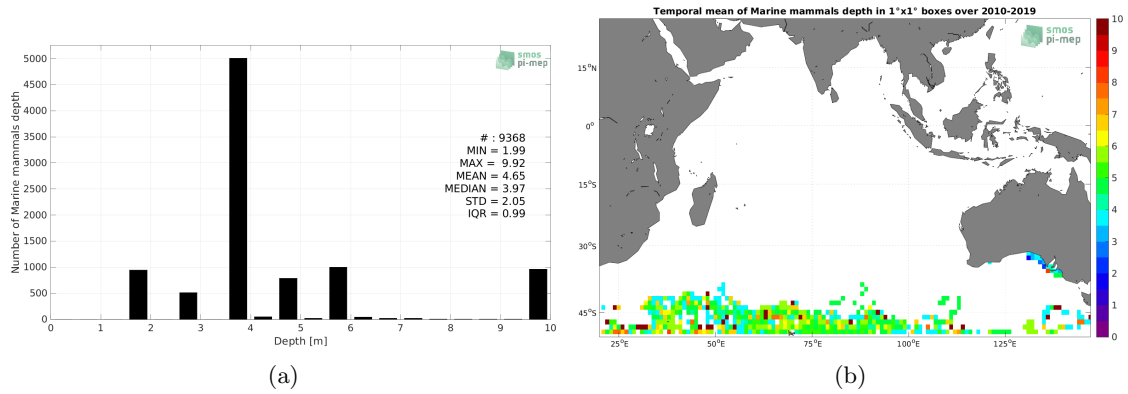 smos
pi-mep
Number of Marine mammals depth
5000
4500
4000
3500
3000
2500
2000
1500
1000
500
0
# : 9368
MIN = 1.99
MAX = 9.92
MEAN = 4.65
MEDIAN = 3.97
STD = 2.05
IQR = 0.99
0 1 2 3 4 5 6 7 8 9 10
Depth [m]
(a)
Temporal mean of Marine mammals depth in 1°x1° boxes over 2010-2019
smos
pi-mep
15°N
0°
15°S
30°S
45°S
25°E 50°E 75°E 100°E 125°E
10
9
8
7
6
5
4
3
2
1
0
(b)